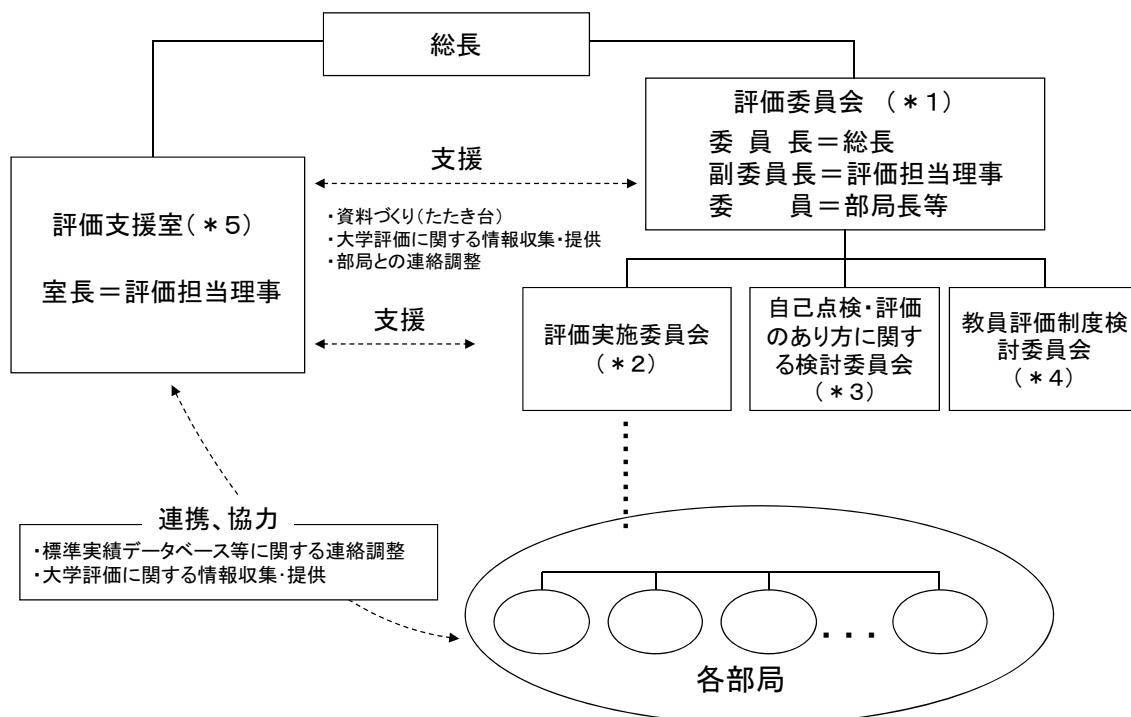 総長
評価委員会 (*1)
委 員 長=総長
副委員長=評価担当理事
委 員=部局長等
支援
評価支援室(*5)
室長=評価担当理事
・資料づくり(たたき台)
・大学評価に関する情報収集・提供
・部局との連絡調整
支援
評価実施委員会
(*2)
自己点検・評価
のあり方に関す
る検討委員会
(*3)
教員評価制度検
討委員会
(*4)
連携、協力
・標準実績データベース等に関する連絡調整
・大学評価に関する情報収集・提供
・・・
各部局